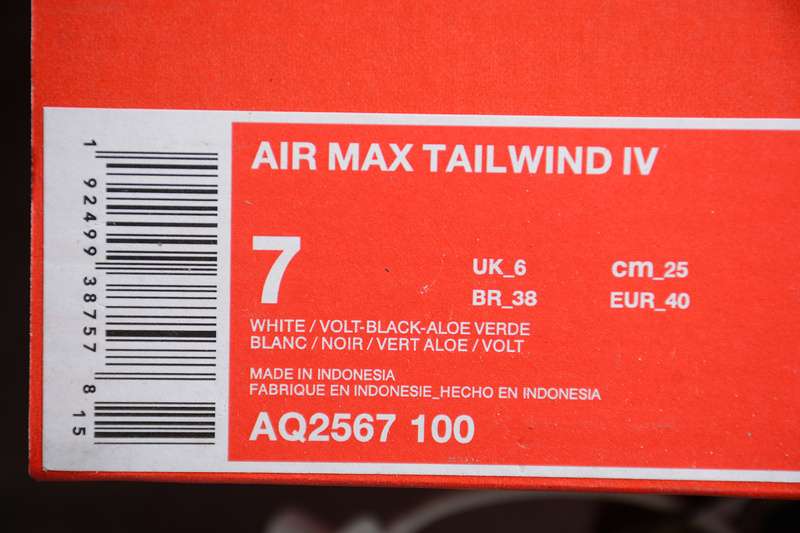 AIR MAX TAILWIND IV
7
UK_6
cm_25
BR_38
EUR_40
WHITE / VOLT-BLACK-ALOE VERDE
BLANC / NOIR / VERT ALOE / VOLT
MADE IN INDONESIA
FABRIQUE EN INDONESIE_HECHO EN INDONESIA
AQ2567 100
1 92499 38757 8 15